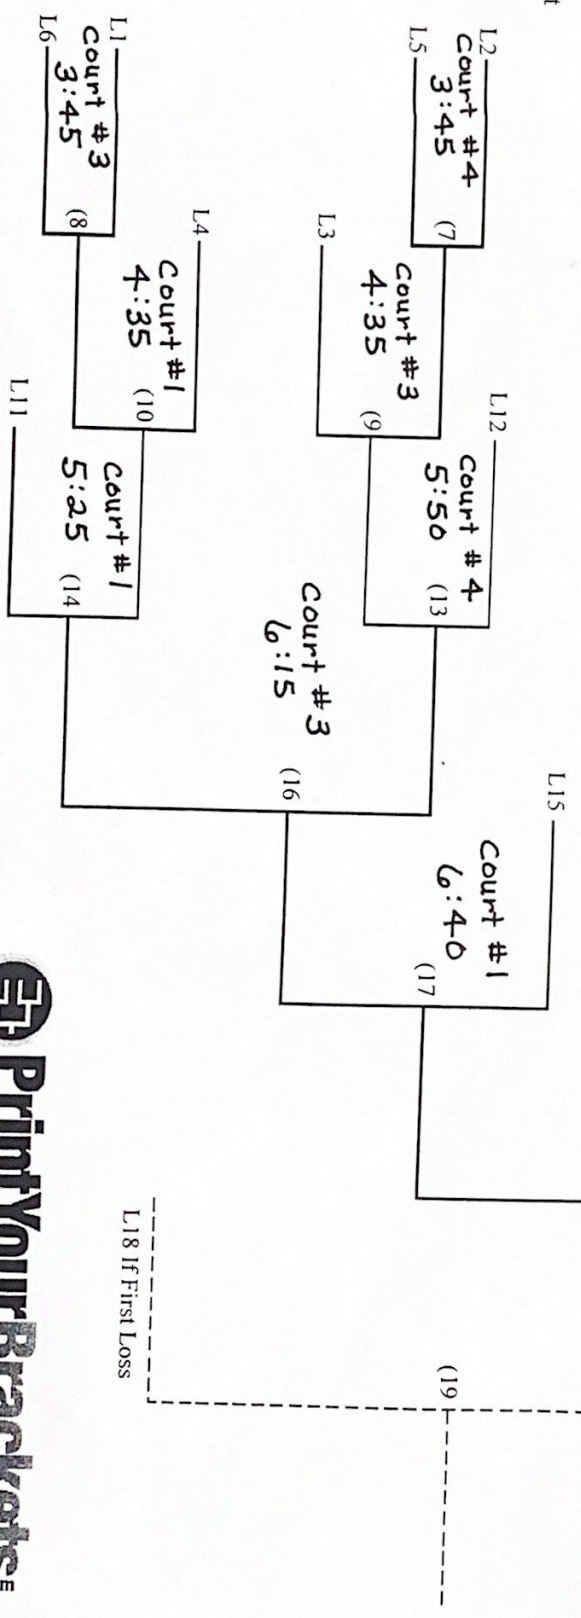 L15
Court #1
6:40
(17
L12
L2
Court #4
3:45
(7
L5
Court #4
5:50
(13
Court #3
4:35
(9
L3
(19
Court #3
6:15
(16
L4
Court #1
4:35
(10
L1
Court #3
3:45
(8
L6
Court #1
5:25
(14
L11
L18 If First Loss
PrintYourBrackets